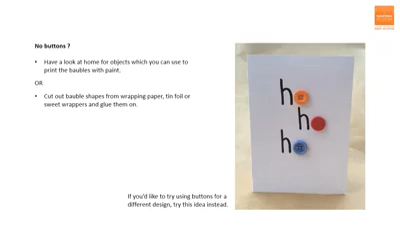 No buttons ?
• Have a look at home for objects which you can use to
print the baubles with paint.
OR
• Cut out bauble shapes from wrapping paper, tin foil or
sweet wrappers and glue them on.
h
h
h
If you'd like to try using buttons for a
different design, try this idea instead.